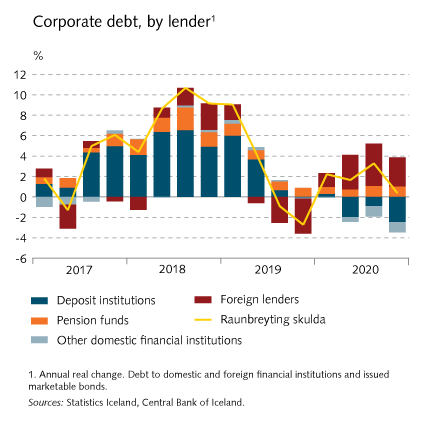 Corporate debt, by lender¹
%
12
10
8
6
4
2
0
-2
-4
-6
2017 2018 2019 2020
Deposit institutions
Foreign lenders
Pension funds
Raunbreyting skulda
Other domestic financial institutions
1. Annual real change. Debt to domestic and foreign financial institutions and issued
marketable bonds.
Sources: Statistics Iceland, Central Bank of Iceland.